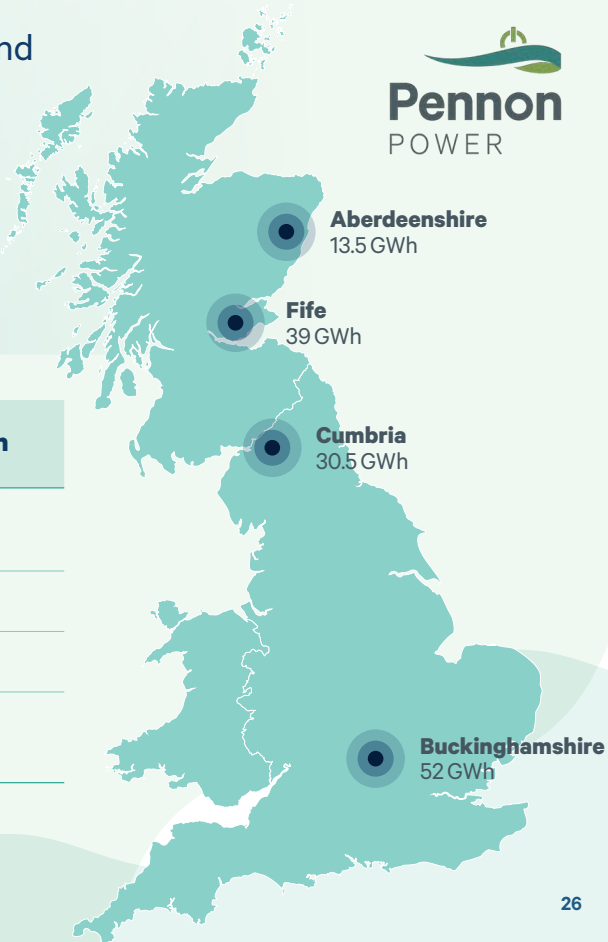 nd
Pennon
POWER
Aberdeenshire
13.5 GWh
Fife
39 GWh
Cumbria
30.5 GWh
Buckinghamshire
52 GWh
26